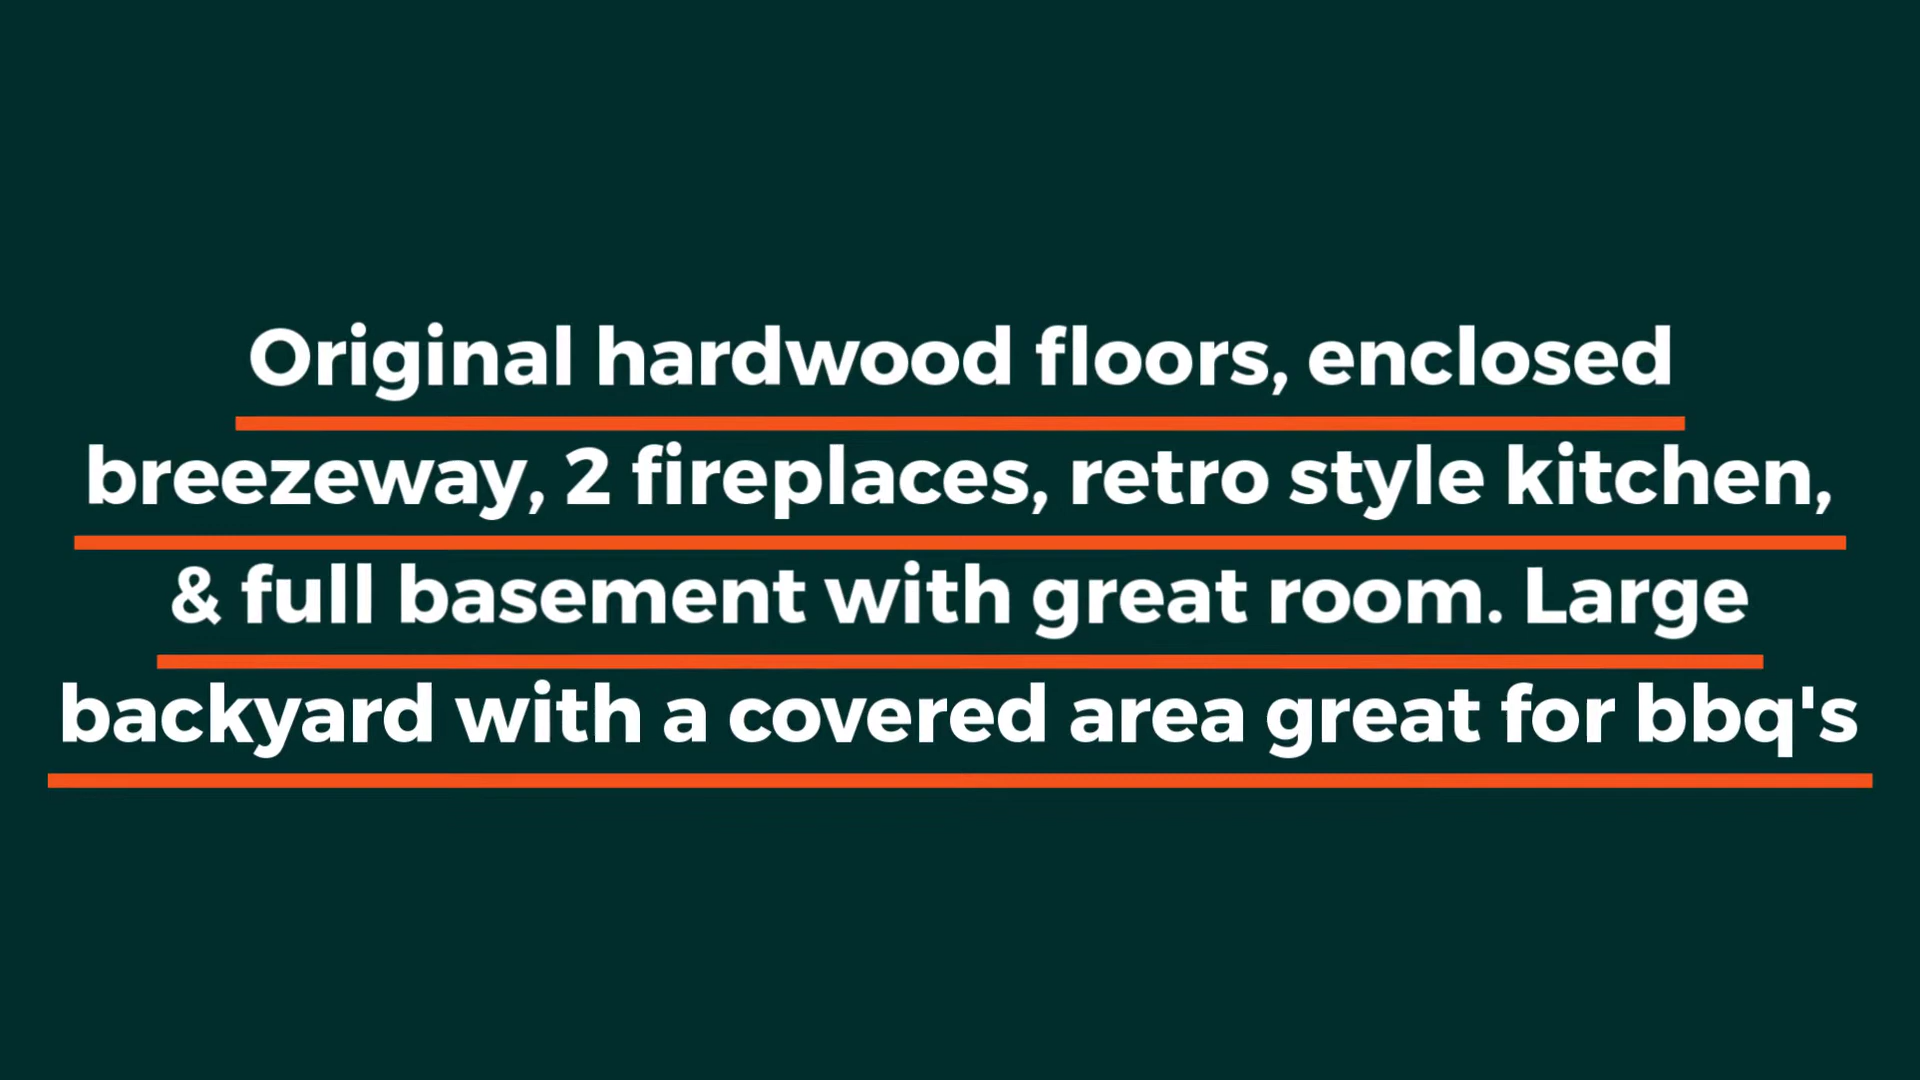 Original hardwood floors, enclosed
breezeway, 2 fireplaces, retro style kitchen,
& full basement with great room. Large
backyard with a covered area great for bbq's